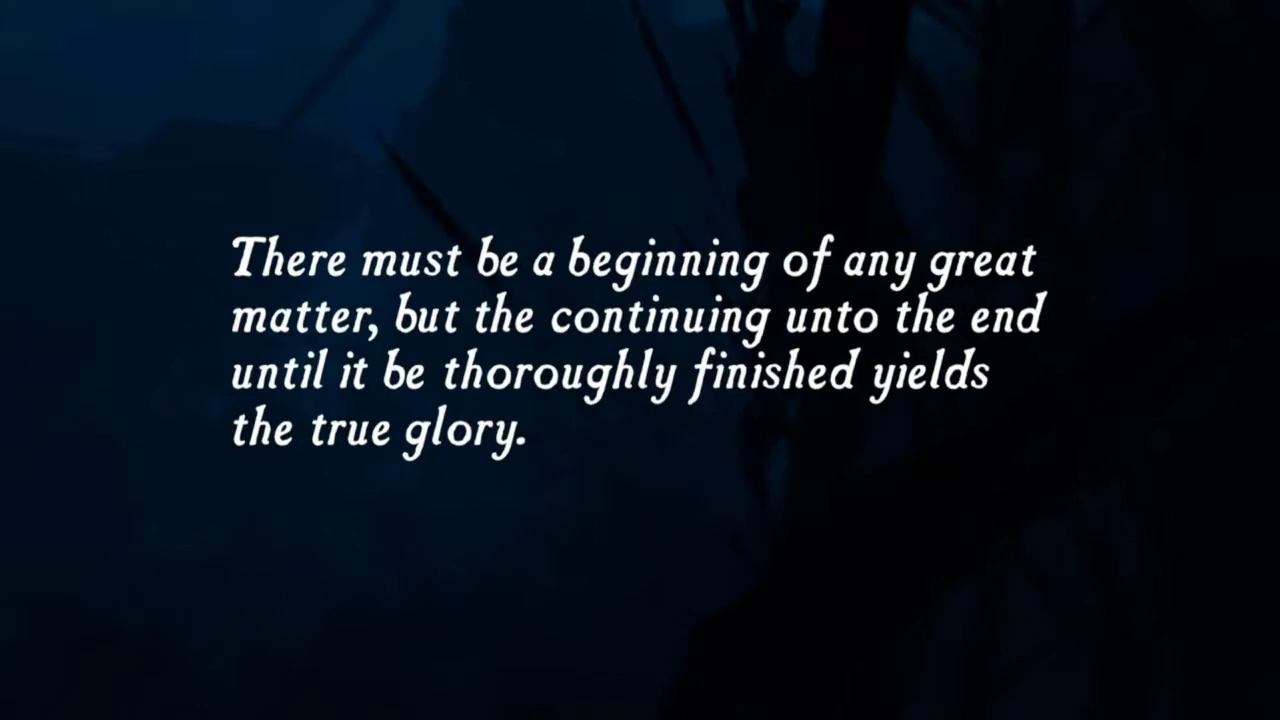 There must be a beginning of any great
matter, but the continuing unto the end
until it be thoroughly finished yields
the true glory.